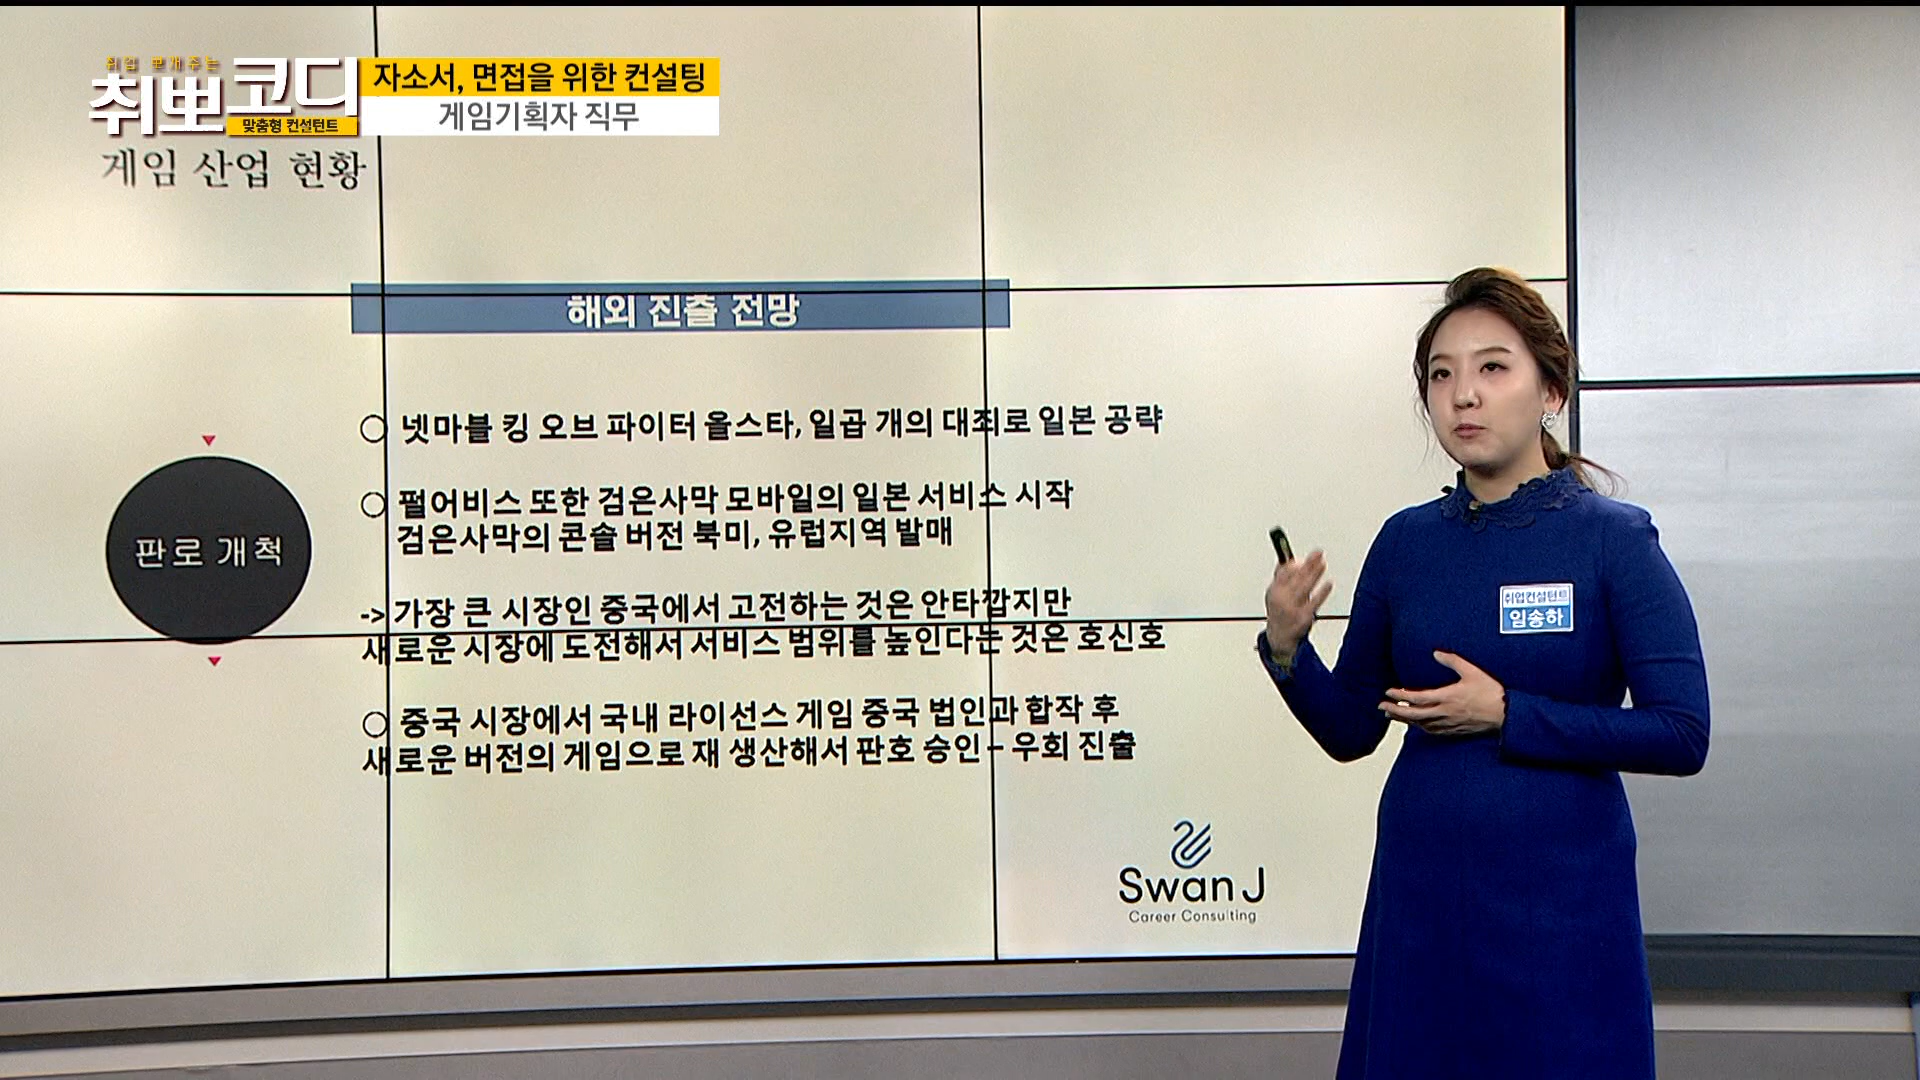 취업 뽀개주는
취뽀코디
맞춤형 컨설턴트
자소서, 면접을 위한 컨설팅
게임기획자 직무
게임 산업 현황
해외 진출 전망
판로 개척
○ 넷마블 킹 오브 파이터 올스타, 일곱 개의 대죄로 일본 공략
○ 펄어비스 또한 검은사막 모바일의 일본 서비스 시작
검은사막의 콘솔 버전 북미, 유럽지역 발매
-> 가장 큰 시장인 중국에서 고전하는 것은 안타깝지만
새로운 시장에 도전해서 서비스 범위를 높인다는 것은 호신호
○ 중국 시장에서 국내 라이선스 게임 중국 법인과 합작 후
새로운 버전의 게임으로 재 생산해서 판호 승인 – 우회 진출
취업컨설턴트
임송하
Swan J
Career Consulting